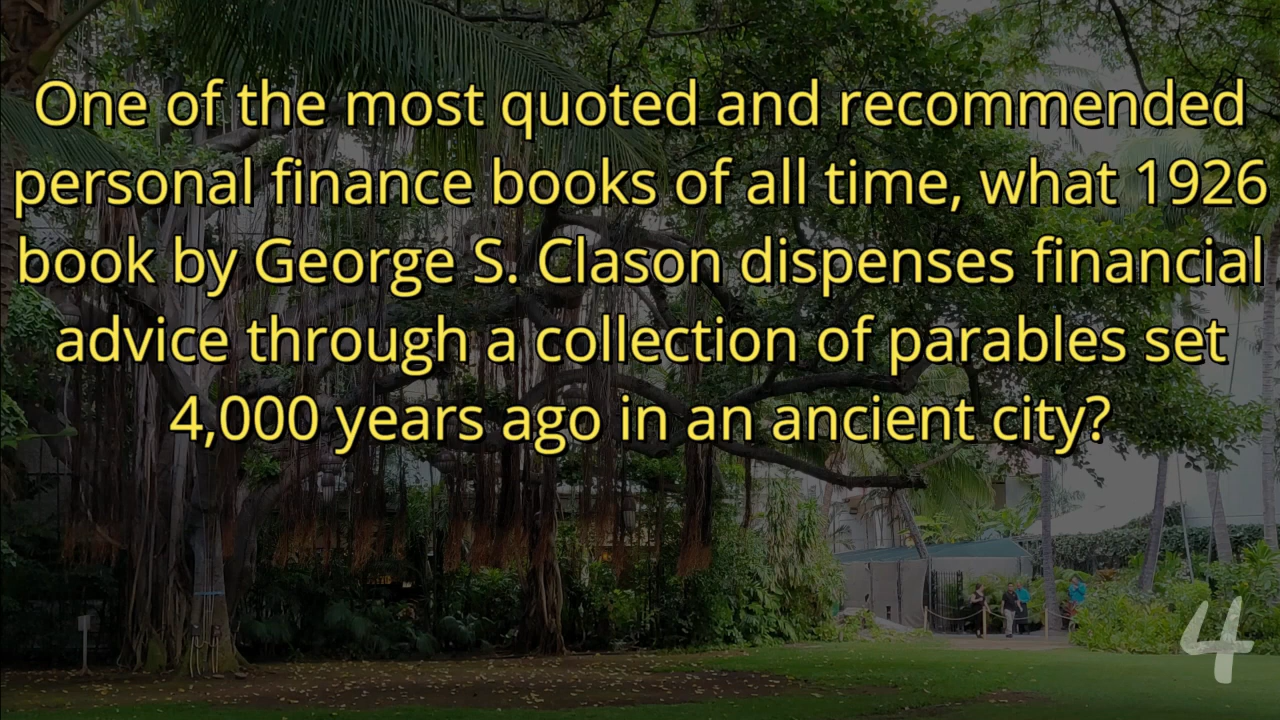 One of the most quoted and recommended
personal finance books of all time, what 1926
book by George S. Clason dispenses financial
advice through a collection of parables set
4,000 years ago in an ancient city?
4